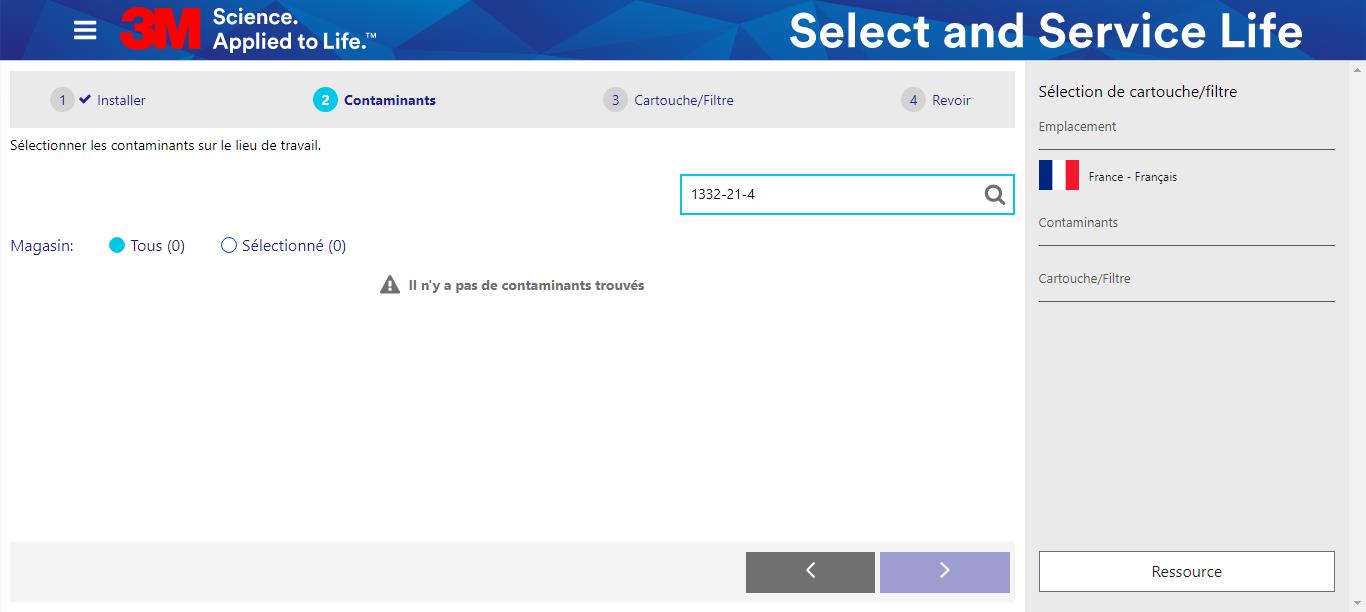 3M Science.
Applied to Life.™
Select and Service Life
1 Installer
2 Contaminants
3 Cartouche/Filtre
4 Revoir
Sélectionner les contaminants sur le lieu de travail.
1332-21-4
Magasin: Tous (0) Sélectionné (0)
Il n'y a pas de contaminants trouvés
Sélection de cartouche/filtre
Emplacement
France - Français
Contaminants
Cartouche/Filtre
Ressource